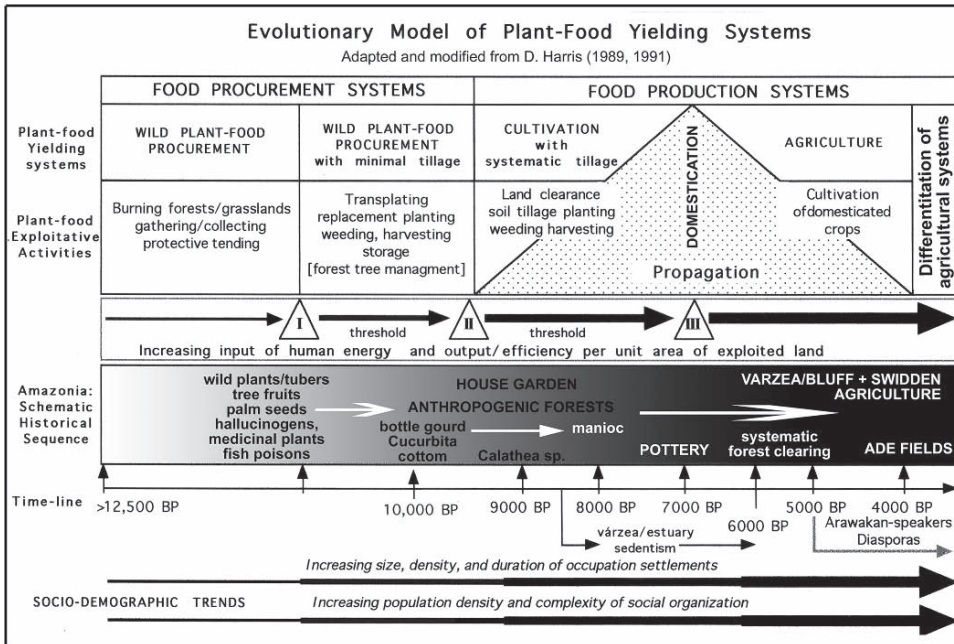 Evolutionary Model of Plant-Food Yielding Systems
Adapted and modified from D. Harris (1989, 1991)
FOOD PROCUREMENT SYSTEMS
FOOD PRODUCTION SYSTEMS
Plant-food
Yielding
systems
WILD PLANT-FOOD
PROCUREMENT
WILD PLANT-FOOD
PROCUREMENT
with minimal tillage
CULTIVATION
with
systematic tillage
DOMESTICATION
AGRICULTURE
Differentitation of
agricultural systems
Plant-food
.Exploitative
Activities
Burning forests/grasslands
gathering/collecting
protective tending
Transplating
replacement planting
weeding, harvesting
storage
[forest tree managment]
Land clearance
soil tillage planting
weeding harvesting
Propagation
Cultivation
of domesticated
crops
I
threshold
II
threshold
III
Increasing input of human energy and output/efficiency per unit area of exploited land
Amazonia:
Schematic
Historical
Sequence
wild plants/tubers
tree fruits
palm seeds
hallucinogens,
medicinal plants
fish poisons
HOUSE GARDEN
ANTHROPOGENIC FORESTS
bottle gourd
Cucurbita
cottom
manioc
Calathea sp.
POTTERY
VARZEA/BLUFF + SWIDDEN
AGRICULTURE
systematic
forest clearing
ADE FIELDS
Time-line
>12,500 BP
10,000 BP
9000 BP
8000 BP
7000 BP
6000 BP
5000 BP
4000 BP
várzea/estuary
sedentism
Arawakan-speakers
Diasporas
Increasing size, density, and duration of occupation settlements
SOCIO-DEMOGRAPHIC TRENDS
Increasing population density and complexity of social organization